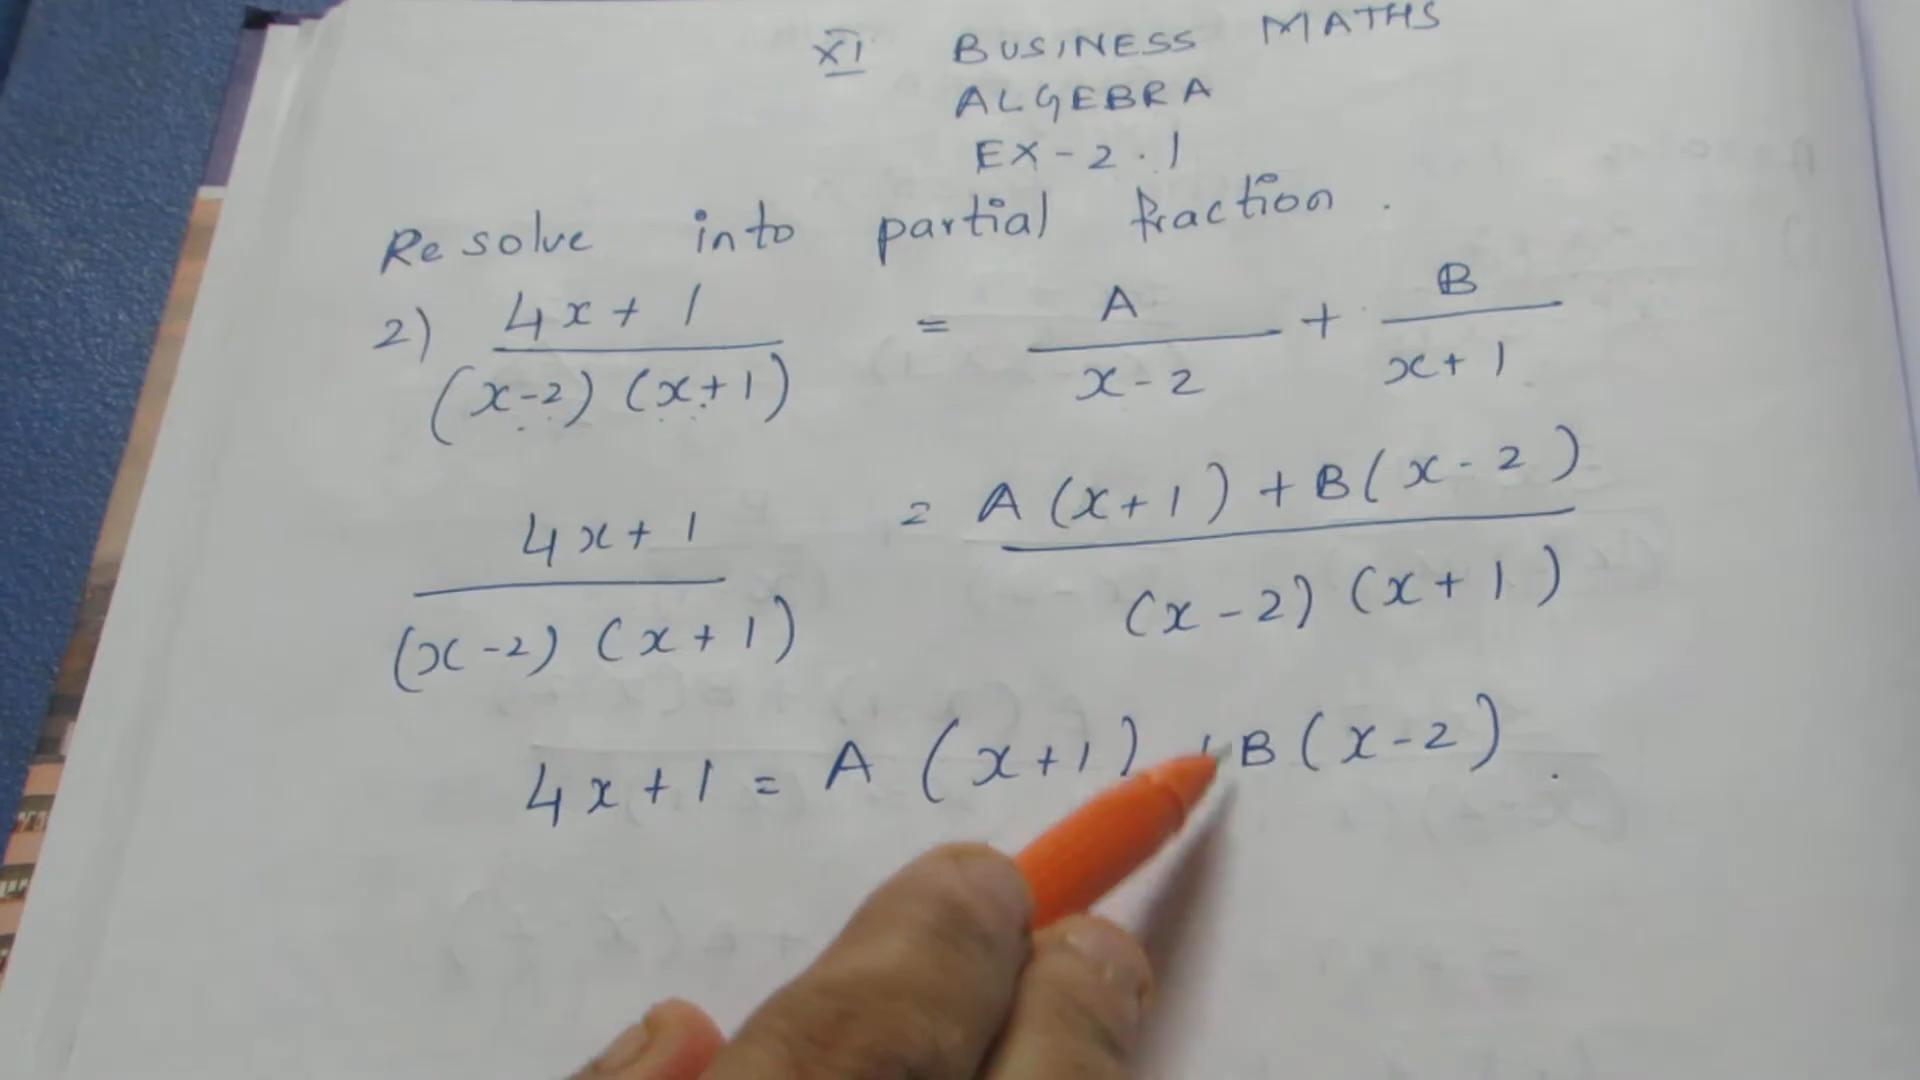 XI BUSINESS MATHS
ALGEBRA
EX-2.1
Resolve into partial fraction.
2) 4x+1 / (x-2)(x+1) = A / x-2 + B / x+1
4x+1 / (x-2)(x+1) = A(x+1)+B(x-2) / (x-2)(x+1)
4x+1 = A(x+1)+B(x-2).